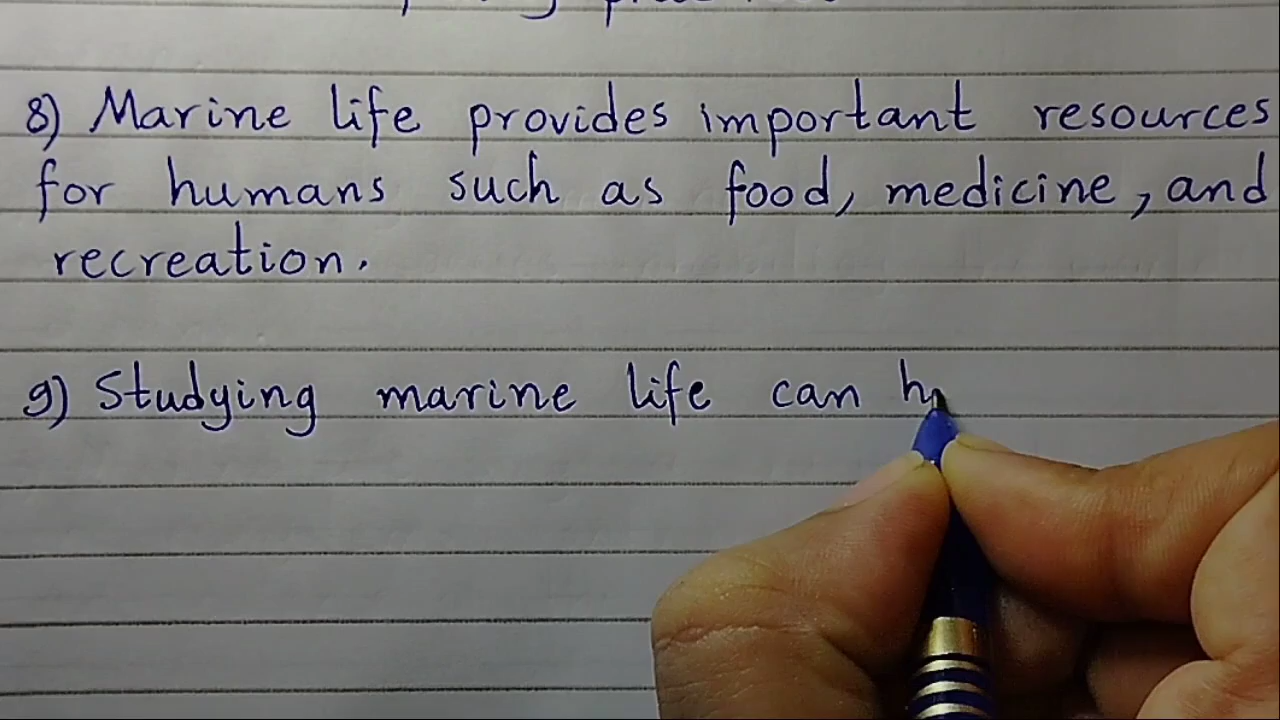 8) Marine life provides important resources
for humans such as food, medicine, and
recreation.
9) Studying marine life can h